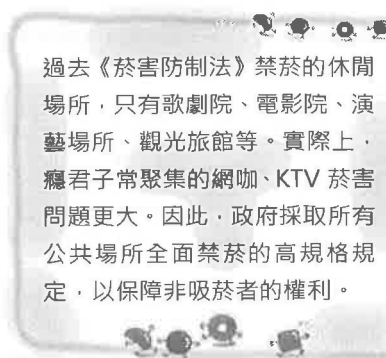 過去《菸害防制法》禁菸的休閒
場所，只有歌劇院、電影院、演
藝場所、觀光旅館等。實際上，
癮君子常聚集的網咖、KTV 菸害
問題更大。因此，政府採取所有
公共場所全面禁菸的高規格規
定，以保障非吸菸者的權利。